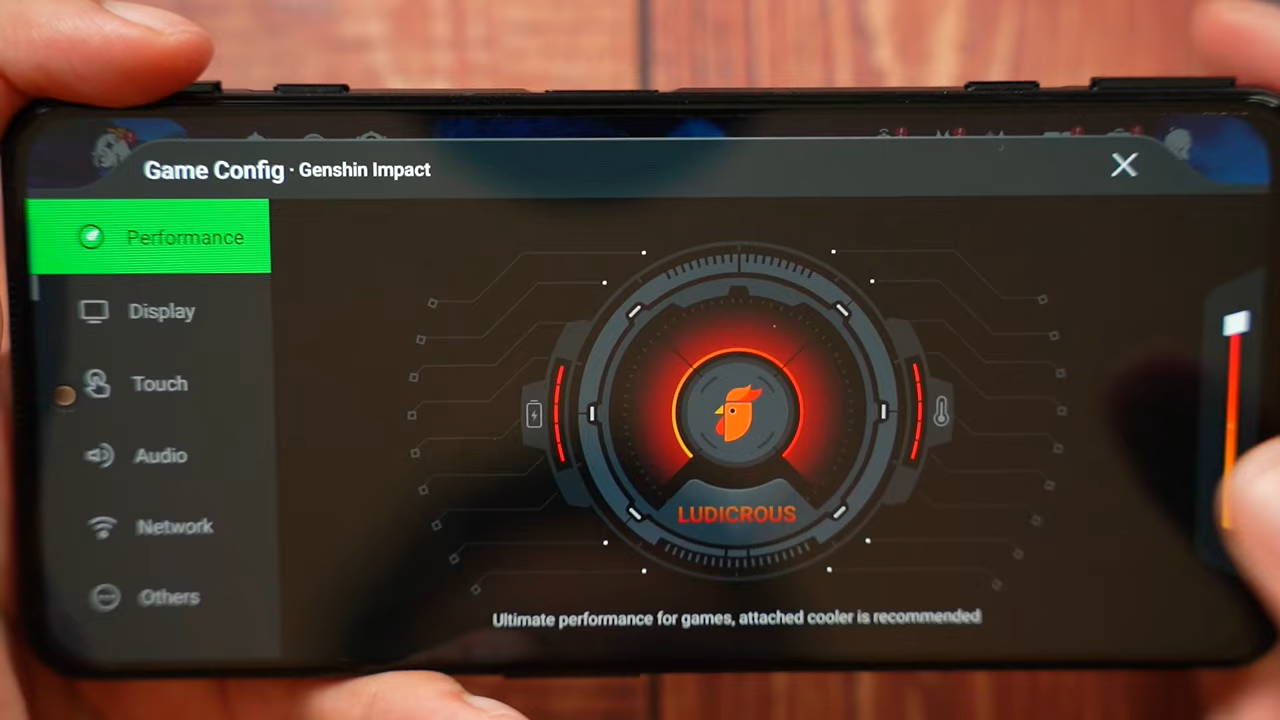 Game Config · Genshin Impact
Performance
Display
Touch
Audio
Network
Others
LUDICROUS
Ultimate performance for games, attached cooler is recommended